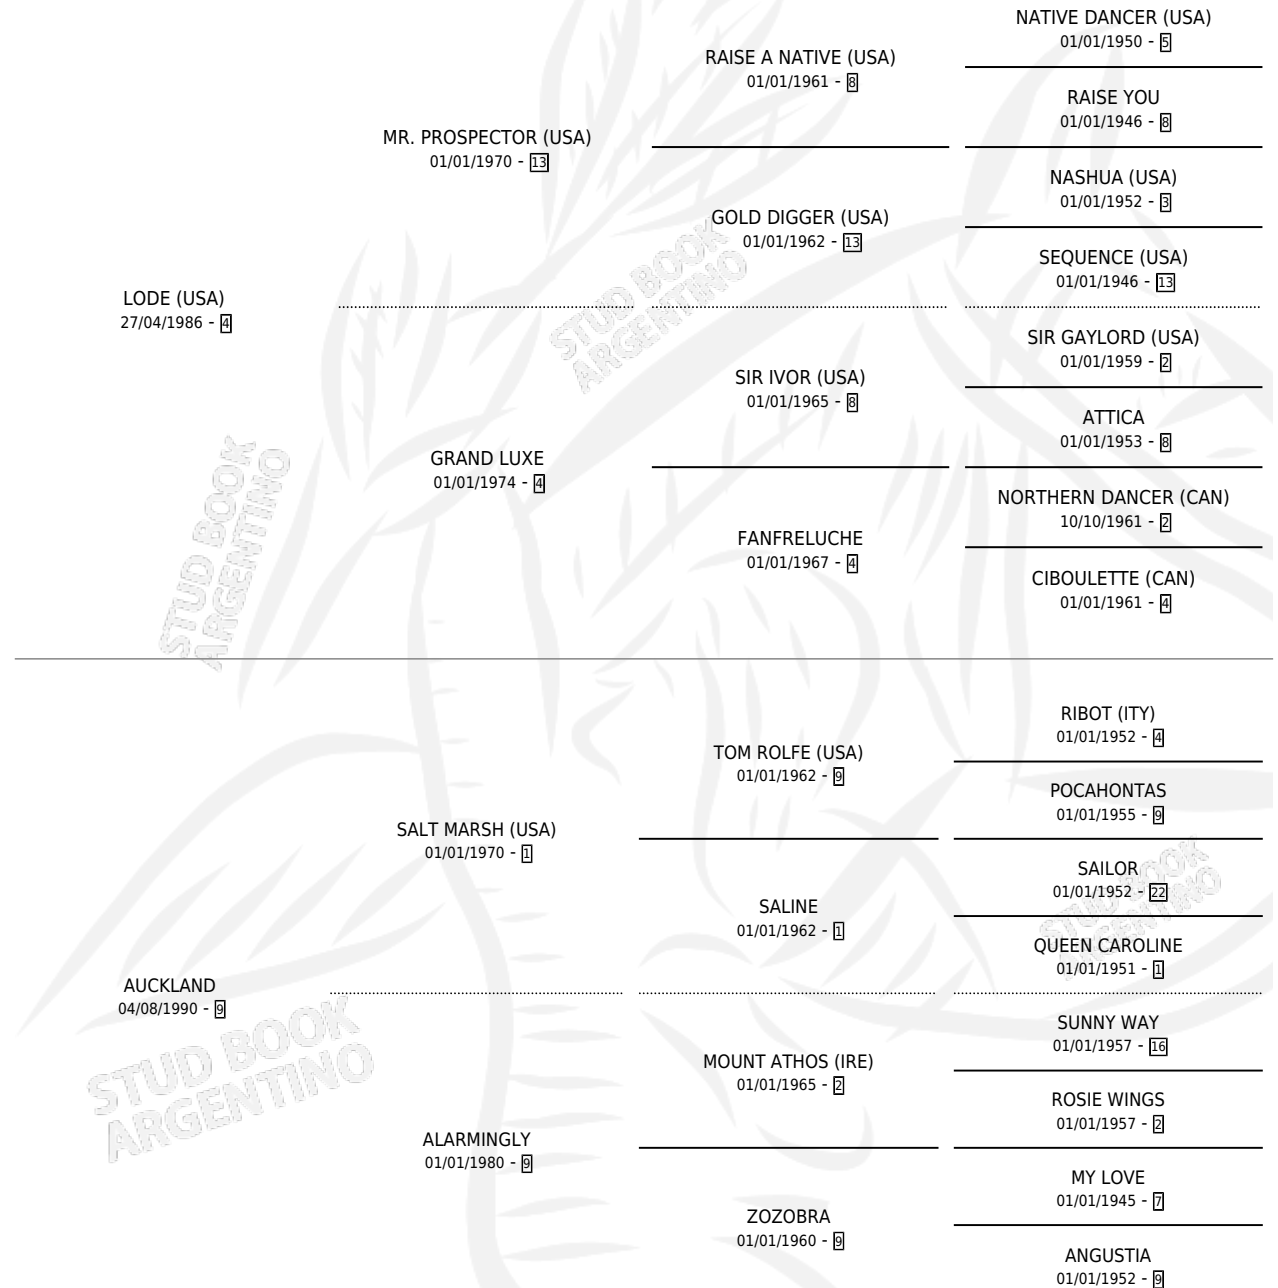 NATIVE DANCER (USA)
01/01/1950 - 5
RAISE A NATIVE (USA)
01/01/1961 - 8
RAISE YOU
01/01/1946 - 8
MR. PROSPECTOR (USA)
01/01/1970 - 13
NASHUA (USA)
01/01/1952 - 3
GOLD DIGGER (USA)
01/01/1962 - 13
SEQUENCE (USA)
01/01/1946 - 13
LODE (USA)
27/04/1986 - 4
SIR GAYLORD (USA)
01/01/1959 - 2
SIR IVOR (USA)
01/01/1965 - 8
ATTICA
01/01/1953 - 8
GRAND LUXE
01/01/1974 - 4
NORTHERN DANCER (CAN)
10/10/1961 - 2
FANFRELUCHE
01/01/1967 - 4
CIBOULETTE (CAN)
01/01/1961 - 4
RIBOT (ITY)
01/01/1952 - 4
TOM ROLFE (USA)
01/01/1962 - 9
POCAHONTAS
01/01/1955 - 9
SALT MARSH (USA)
01/01/1970 - 1
SAILOR
01/01/1952 - 22
SALINE
01/01/1962 - 1
QUEEN CAROLINE
01/01/1951 - 1
AUCKLAND
04/08/1990 - 9
SUNNY WAY
01/01/1957 - 16
MOUNT ATHOS (IRE)
01/01/1965 - 2
ROSIE WINGS
01/01/1957 - 2
ALARMINGLY
01/01/1980 - 9
MY LOVE
01/01/1945 - 7
ZOZOBRA
01/01/1960 - 9
ANGUSTIA
01/01/1952 - 9
STUD BOOK
ARGENTINO
STUD BOOK
ARGENTINO
STUD BOOK
ARGENTINO
STUD BOOK
ARGENTINO